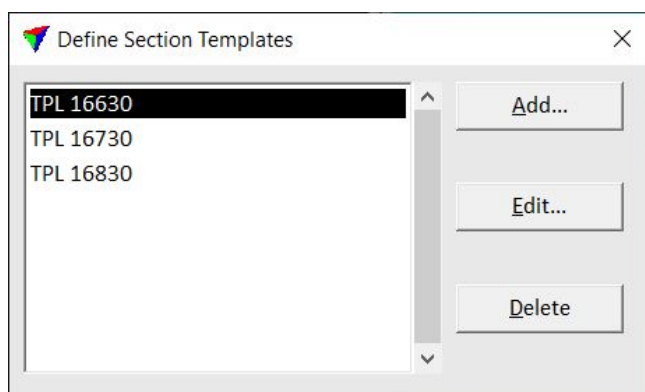 Define Section Templates
TPL 16630
TPL 16730
TPL 16830
Add...
Edit...
Delete